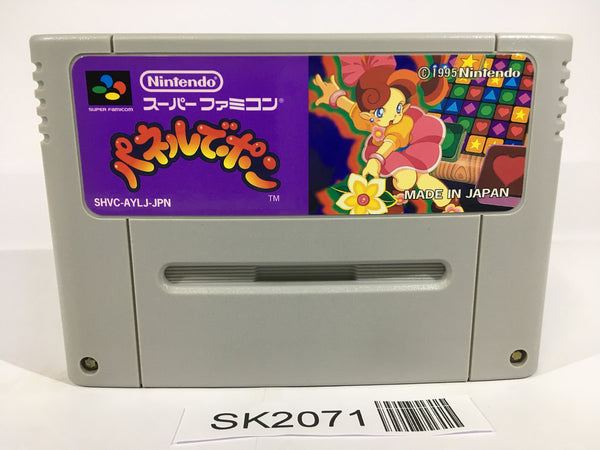 SUPER FAMICOM
Nintendo®
スーパーファミコン®
パネルでポン
TM
SHVC-AYLJ-JPN
©1995 Nintendo
MADE IN JAPAN
SK2071